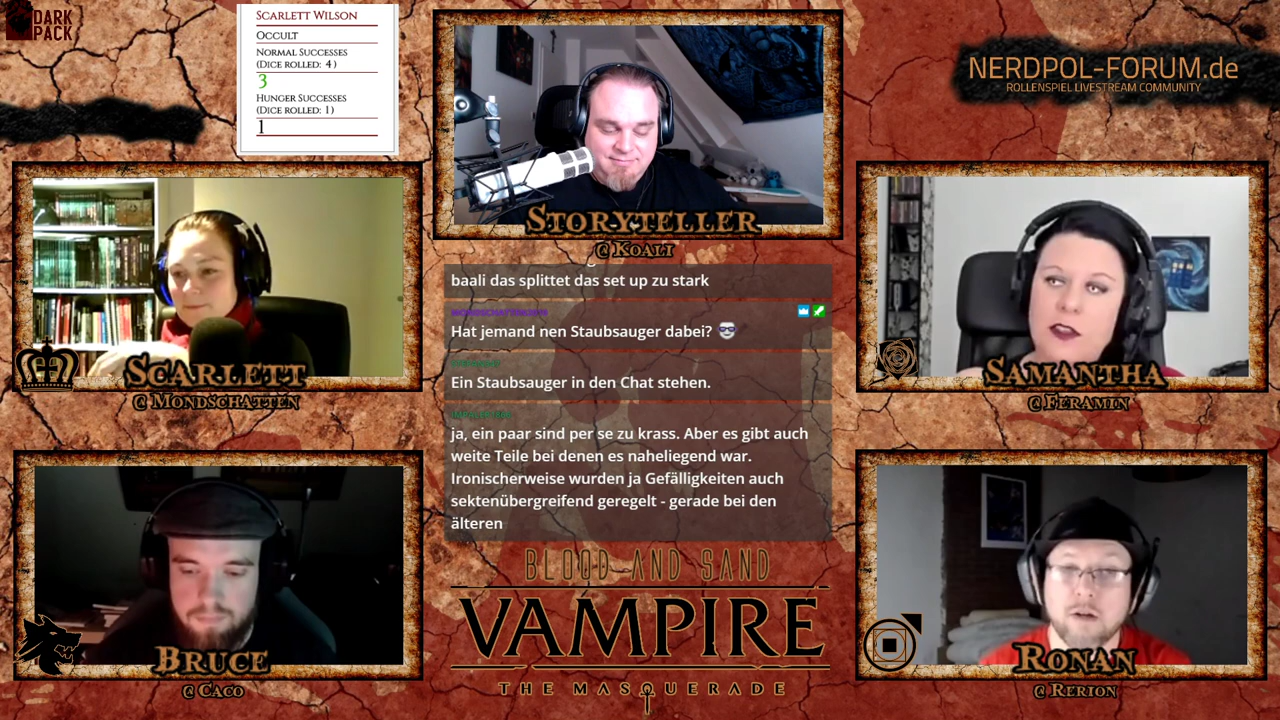 DARK
PACK
Scarlett Wilson
Occult
Normal Successes
(Dice rolled: 4)
3
Hunger Successes
(Dice rolled: 1)
1
NERDPOL-FORUM.de
ROLLENSPIEL LIVESTREAM COMMUNITY
Storyteller
@ Koali
Scarlett
@ Mondschatten
Samantha
@ Feramin
baali das splittet das set up zu stark
Hat jemand nen Staubsauger dabei?
Ein Staubsauger in den Chat stehen.
ja, ein paar sind per se zu krass. Aber es gibt auch
weite Teile bei denen es naheliegend war.
Ironischerweise wurden ja Gefälligkeiten auch
sektenübergreifend geregelt - gerade bei den
älteren
Bruce
@ Caco
BLOOD AND SAND
VAMPIRE
THE MASQUERADE
Ronan
@ Rerion